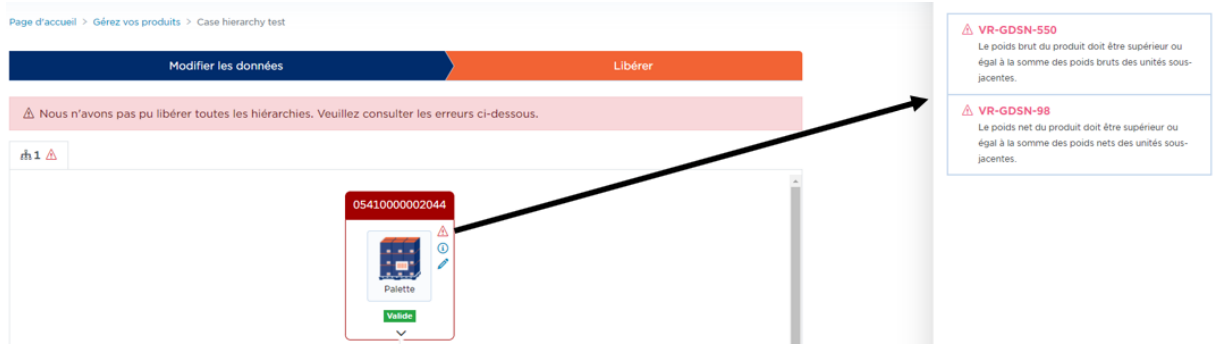 Page d'accueil > Gérez vos produits > Case hierarchy test
Modifier les données
Libérer
Nous n'avons pas pu libérer toutes les hiérarchies. Veuillez consulter les erreurs ci-dessous.
1
05410000002044
Palette
Valide
VR-GDSN-550
Le poids brut du produit doit être supérieur ou
égal à la somme des poids bruts des unités sous-
jacentes.
VR-GDSN-98
Le poids net du produit doit être supérieur ou
égal à la somme des poids nets des unités sous-
jacentes.